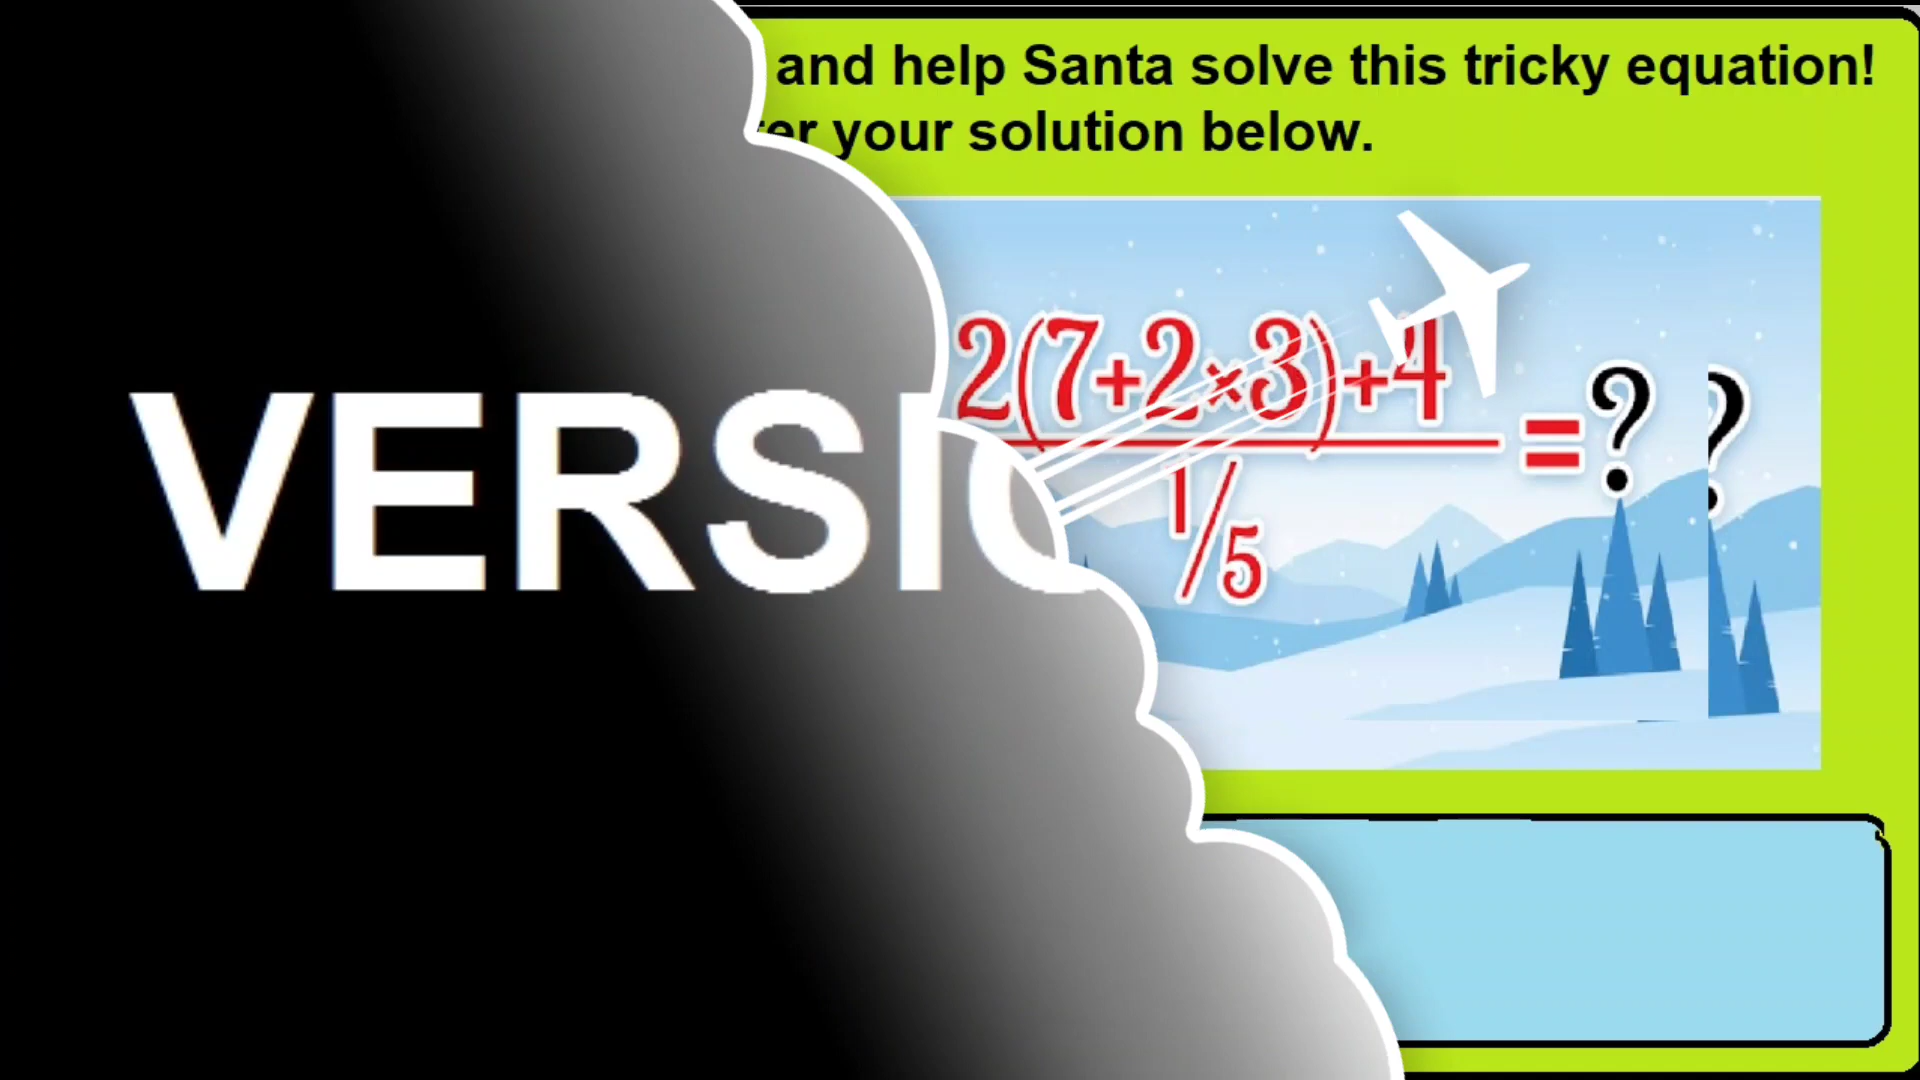 and help Santa solve this tricky equation!
your solution below.
VERSI
2(7+2×3)+4
1/5
=??